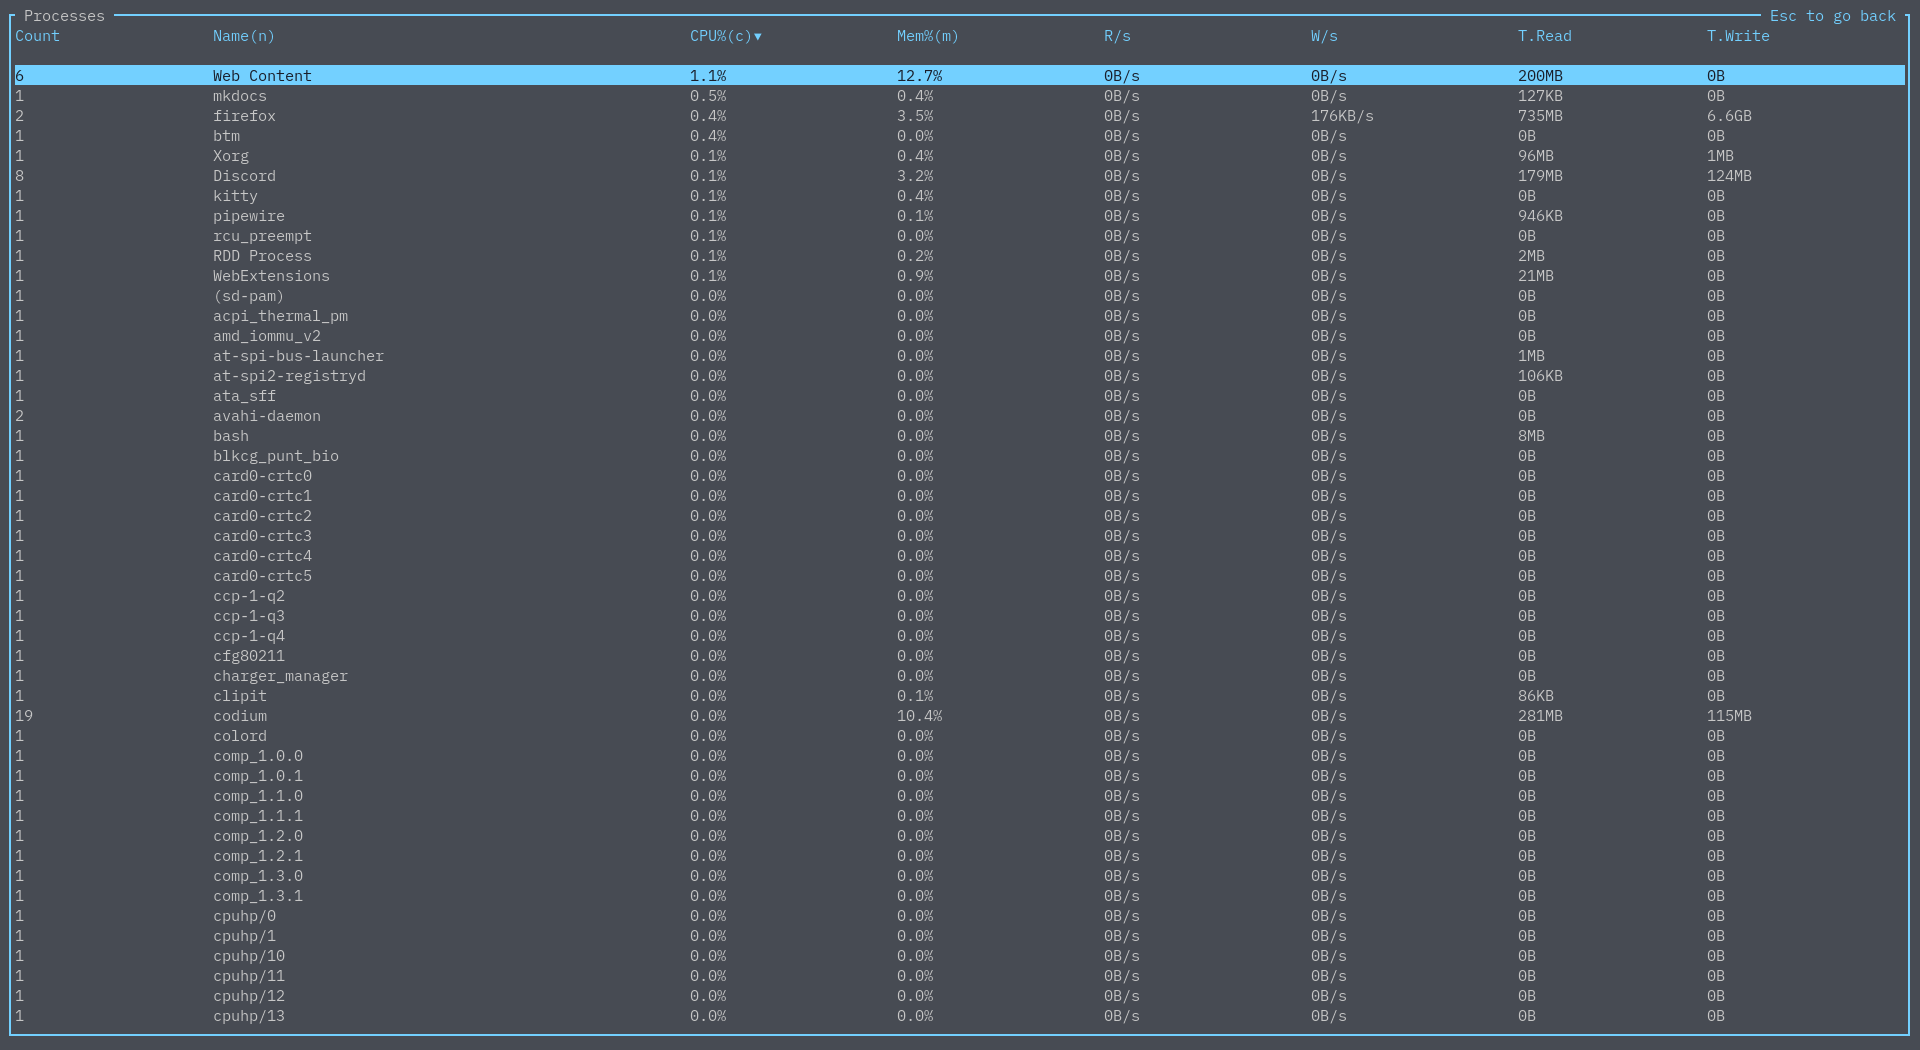 Processes Esc to go back
Count Name(n) CPU%(c)▼ Mem%(m) R/s W/s T.Read T.Write
6 Web Content 1.1% 12.7% 0B/s 0B/s 200MB 0B
1 mkdocs 0.5% 0.4% 0B/s 0B/s 127KB 0B
2 firefox 0.4% 3.5% 0B/s 176KB/s 735MB 6.6GB
1 btm 0.4% 0.0% 0B/s 0B/s 0B 0B
1 Xorg 0.1% 0.4% 0B/s 0B/s 96MB 1MB
8 Discord 0.1% 3.2% 0B/s 0B/s 179MB 124MB
1 kitty 0.1% 0.4% 0B/s 0B/s 0B 0B
1 pipewire 0.1% 0.1% 0B/s 0B/s 946KB 0B
1 rcu_preempt 0.1% 0.0% 0B/s 0B/s 0B 0B
1 RDD Process 0.1% 0.2% 0B/s 0B/s 2MB 0B
1 WebExtensions 0.1% 0.9% 0B/s 0B/s 21MB 0B
1 (sd-pam) 0.0% 0.0% 0B/s 0B/s 0B 0B
1 acpi_thermal_pm 0.0% 0.0% 0B/s 0B/s 0B 0B
1 amd_iommu_v2 0.0% 0.0% 0B/s 0B/s 0B 0B
1 at-spi-bus-launcher 0.0% 0.0% 0B/s 0B/s 1MB 0B
1 at-spi2-registryd 0.0% 0.0% 0B/s 0B/s 106KB 0B
1 ata_sff 0.0% 0.0% 0B/s 0B/s 0B 0B
2 avahi-daemon 0.0% 0.0% 0B/s 0B/s 0B 0B
1 bash 0.0% 0.0% 0B/s 0B/s 8MB 0B
1 blkcg_punt_bio 0.0% 0.0% 0B/s 0B/s 0B 0B
1 card0-crtc0 0.0% 0.0% 0B/s 0B/s 0B 0B
1 card0-crtc1 0.0% 0.0% 0B/s 0B/s 0B 0B
1 card0-crtc2 0.0% 0.0% 0B/s 0B/s 0B 0B
1 card0-crtc3 0.0% 0.0% 0B/s 0B/s 0B 0B
1 card0-crtc4 0.0% 0.0% 0B/s 0B/s 0B 0B
1 card0-crtc5 0.0% 0.0% 0B/s 0B/s 0B 0B
1 ccp-1-q2 0.0% 0.0% 0B/s 0B/s 0B 0B
1 ccp-1-q3 0.0% 0.0% 0B/s 0B/s 0B 0B
1 ccp-1-q4 0.0% 0.0% 0B/s 0B/s 0B 0B
1 cfg80211 0.0% 0.0% 0B/s 0B/s 0B 0B
1 charger_manager 0.0% 0.0% 0B/s 0B/s 0B 0B
1 clipit 0.0% 0.1% 0B/s 0B/s 86KB 0B
19 codium 0.0% 10.4% 0B/s 0B/s 281MB 115MB
1 colord 0.0% 0.0% 0B/s 0B/s 0B 0B
1 comp_1.0.0 0.0% 0.0% 0B/s 0B/s 0B 0B
1 comp_1.0.1 0.0% 0.0% 0B/s 0B/s 0B 0B
1 comp_1.1.0 0.0% 0.0% 0B/s 0B/s 0B 0B
1 comp_1.1.1 0.0% 0.0% 0B/s 0B/s 0B 0B
1 comp_1.2.0 0.0% 0.0% 0B/s 0B/s 0B 0B
1 comp_1.2.1 0.0% 0.0% 0B/s 0B/s 0B 0B
1 comp_1.3.0 0.0% 0.0% 0B/s 0B/s 0B 0B
1 comp_1.3.1 0.0% 0.0% 0B/s 0B/s 0B 0B
1 cpuhp/0 0.0% 0.0% 0B/s 0B/s 0B 0B
1 cpuhp/1 0.0% 0.0% 0B/s 0B/s 0B 0B
1 cpuhp/10 0.0% 0.0% 0B/s 0B/s 0B 0B
1 cpuhp/11 0.0% 0.0% 0B/s 0B/s 0B 0B
1 cpuhp/12 0.0% 0.0% 0B/s 0B/s 0B 0B
1 cpuhp/13 0.0% 0.0% 0B/s 0B/s 0B 0B